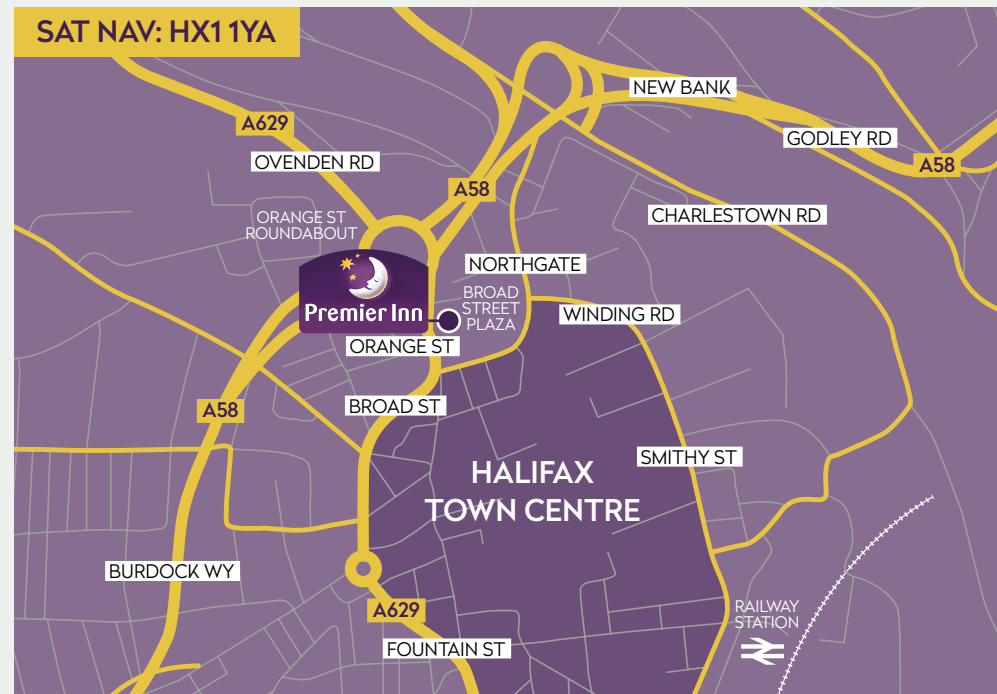 SAT NAV: HX1 1YA
NEW BANK
A629
GODLEY RD
OVENDEN RD
A58
A58
ORANGE ST
ROUNDABOUT
CHARLESTOWN RD
NORTHGATE
Premier Inn
BROAD
STREET
PLAZA
WINDING RD
ORANGE ST
A58
BROAD ST
SMITHY ST
HALIFAX
TOWN CENTRE
BURDOCK WY
A629
RAILWAY
STATION
FOUNTAIN ST